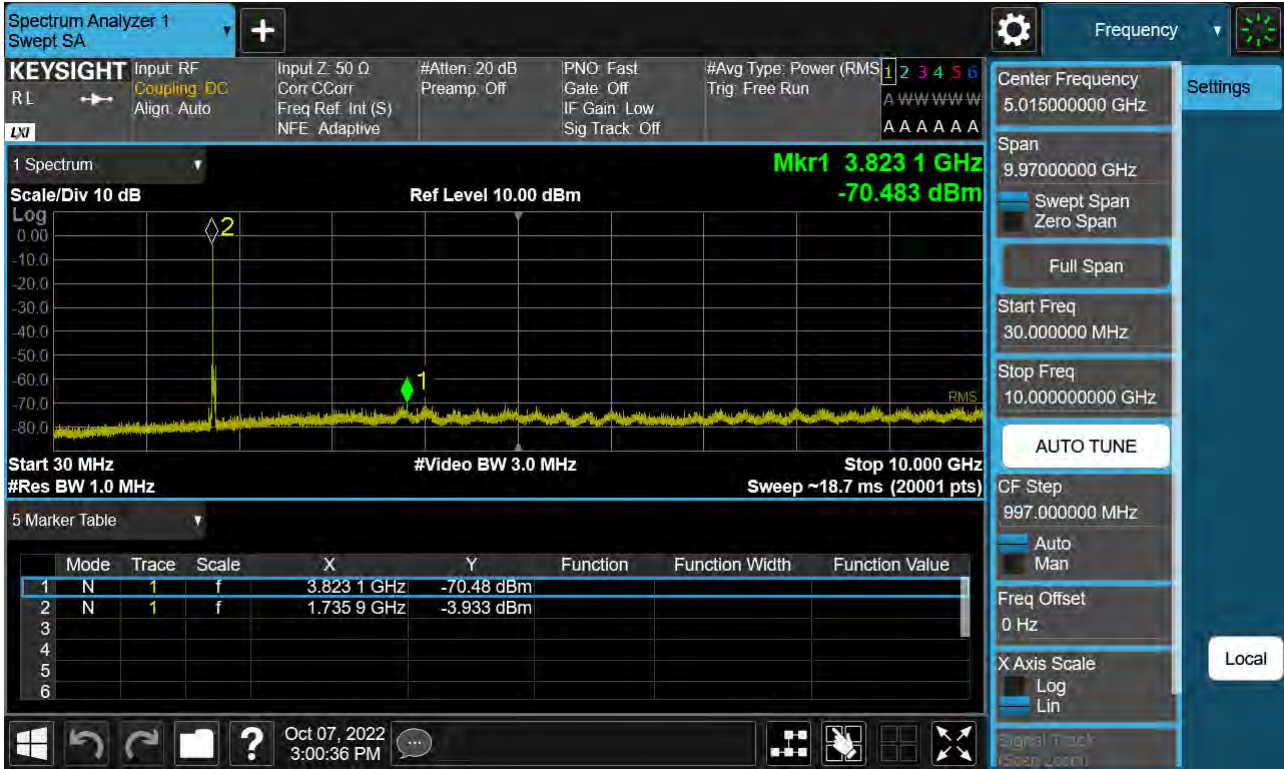 Spectrum Analyzer 1
Swept SA
+
Frequency
KEYSIGHT
R L
LXI
Input: RF
Coupling: DC
Align: Auto
Input Z: 50 Ω
Corr CCorr
Freq Ref: Int (S)
NFE: Adaptive
#Atten: 20 dB
Preamp: Off
PNO: Fast
Gate: Off
IF Gain: Low
Sig Track: Off
#Avg Type: Power (RMS
Trig: Free Run
1 2 3 4 5 6
A W W W W W
A A A A A A
1 Spectrum
Scale/Div 10 dB
Ref Level 10.00 dBm
Mkr1 3.823 1 GHz
-70.483 dBm
Log
0.00
-10.0
-20.0
-30.0
-40.0
-50.0
-60.0
-70.0
-80.0
2
1
RMS
Start 30 MHz
#Video BW 3.0 MHz
Stop 10.000 GHz
#Res BW 1.0 MHz
Sweep ~18.7 ms (20001 pts)
5 Marker Table
Mode Trace Scale X Y Function Function Width Function Value
1 N 1 f 3.823 1 GHz -70.48 dBm
2 N 1 f 1.735 9 GHz -3.933 dBm
3
4
5
6
Oct 07, 2022
3:00:36 PM
?
Center Frequency
5.015000000 GHz
Span
9.97000000 GHz
Swept Span
Zero Span
Full Span
Start Freq
30.000000 MHz
Stop Freq
10.000000000 GHz
AUTO TUNE
CF Step
997.000000 MHz
Auto
Man
Freq Offset
0 Hz
X Axis Scale
Log
Lin
Signal Track
(Span Zoom)
Settings
Local